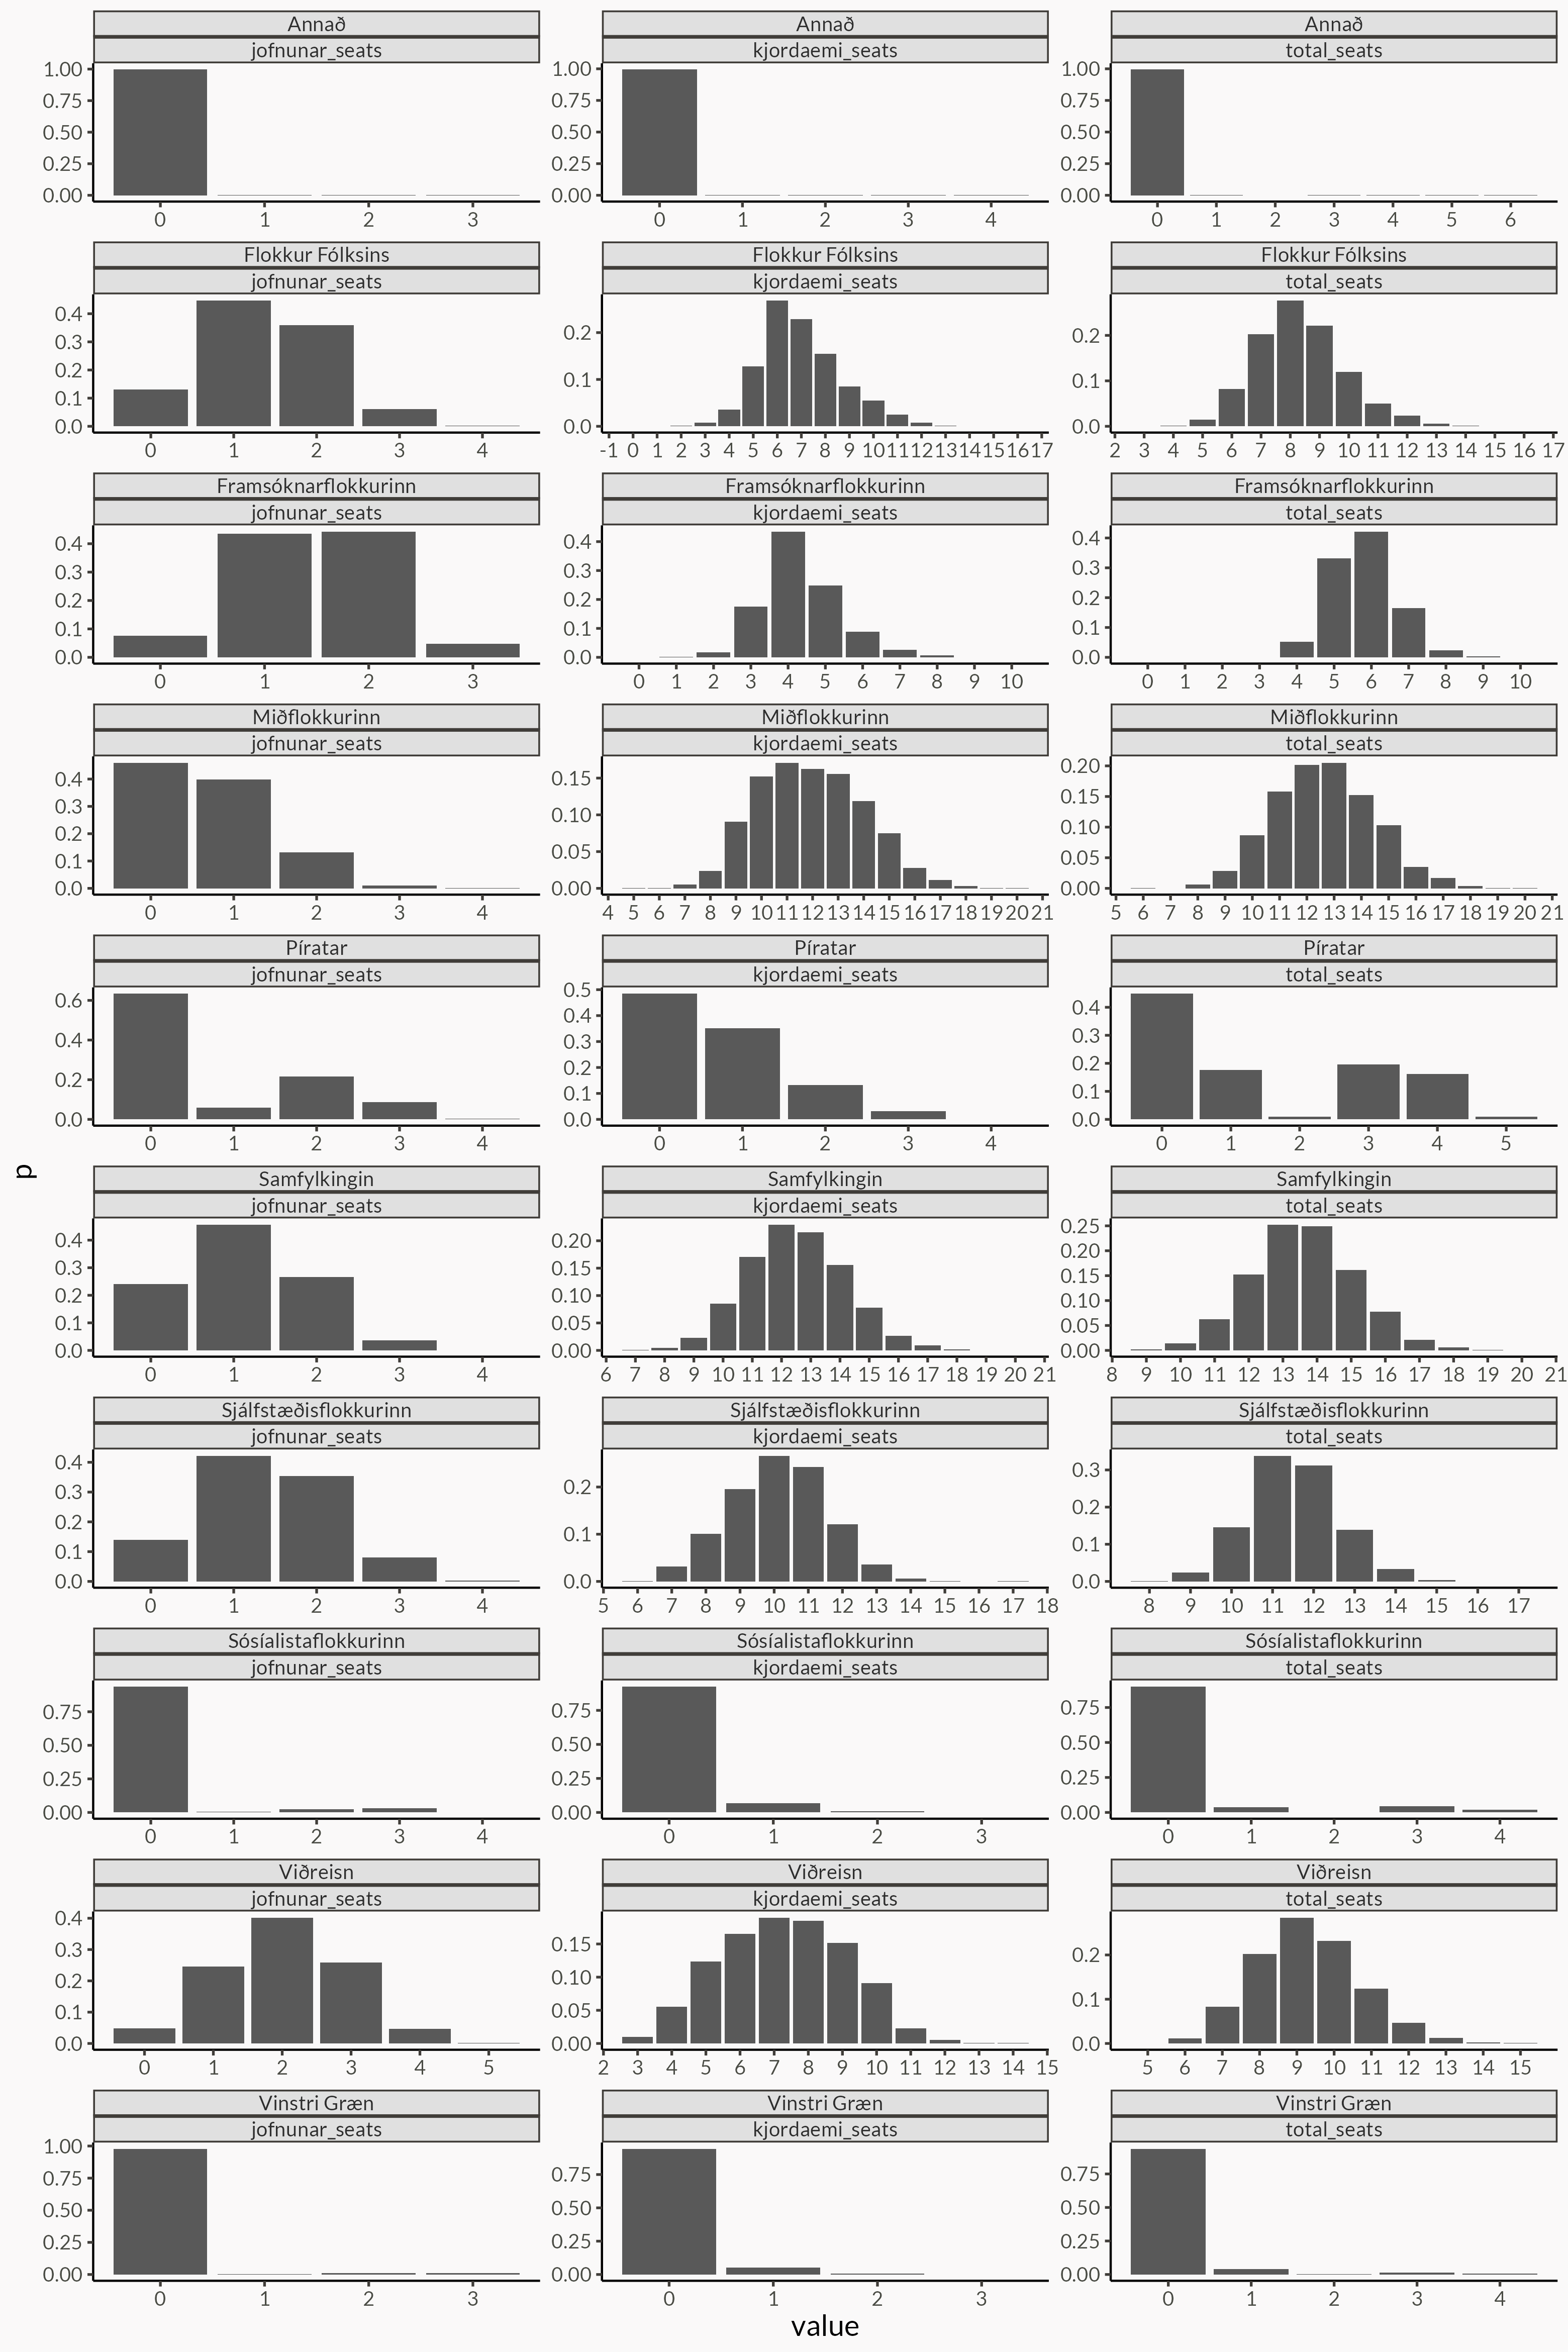 Annað Annað Annað
jofnunar_seats kjordaemi_seats total_seats
1.00 1.00 1.00
0.75 0.75 0.75
0.50 0.50 0.50
0.25 0.25 0.25
0.00 0.00 0.00
0 1 2 3 0 1 2 3 4 0 1 2 3 4 5 6
Flokkur Fólksins Flokkur Fólksins Flokkur Fólksins
jofnunar_seats kjordaemi_seats total_seats
0.4 0.2 0.2
0.3 0.1 0.1
0.2 0.0 0.0
0.1
0.0
0 1 2 3 4 -1 0 1 2 3 4 5 6 7 8 9 10 11 12 13 14 15 16 17 2 3 4 5 6 7 8 9 10 11 12 13 14 15 16 17
Framsóknarflokkurinn Framsóknarflokkurinn Framsóknarflokkurinn
jofnunar_seats kjordaemi_seats total_seats
0.4 0.4 0.4
0.3 0.3 0.3
0.2 0.2 0.2
0.1 0.1 0.1
0.0 0.0 0.0
0 1 2 3 0 1 2 3 4 5 6 7 8 9 10 0 1 2 3 4 5 6 7 8 9 10
Miðflokkurinn Miðflokkurinn Miðflokkurinn
jofnunar_seats kjordaemi_seats total_seats
0.4 0.15 0.20
0.3 0.10 0.15
0.2 0.05 0.10
0.1 0.00 0.05
0.0 0.00
0 1 2 3 4 4 5 6 7 8 9 10 11 12 13 14 15 16 17 18 19 20 21 5 6 7 8 9 10 11 12 13 14 15 16 17 18 19 20 21
Píratar Píratar Píratar
jofnunar_seats kjordaemi_seats total_seats
0.6 0.5 0.4
0.4 0.4 0.3
0.2 0.3 0.2
0.0 0.2 0.1
0.1 0.0
0.0
0 1 2 3 4 0 1 2 3 4 0 1 2 3 4 5
p
Samfylkingin Samfylkingin Samfylkingin
jofnunar_seats kjordaemi_seats total_seats
0.4 0.20 0.25
0.3 0.15 0.20
0.2 0.10 0.15
0.1 0.05 0.10
0.0 0.00 0.05
0.00
0 1 2 3 4 6 7 8 9 10 11 12 13 14 15 16 17 18 19 20 21 8 9 10 11 12 13 14 15 16 17 18 19 20 21
Sjálfstæðisflokkurinn Sjálfstæðisflokkurinn Sjálfstæðisflokkurinn
jofnunar_seats kjordaemi_seats total_seats
0.4 0.2 0.3
0.3 0.1 0.2
0.2 0.0 0.1
0.1 0.0
0.0
0 1 2 3 4 5 6 7 8 9 10 11 12 13 14 15 16 17 18 8 9 10 11 12 13 14 15 16 17
Sósíalistaflokkurinn Sósíalistaflokkurinn Sósíalistaflokkurinn
jofnunar_seats kjordaemi_seats total_seats
0.75 0.75 0.75
0.50 0.50 0.50
0.25 0.25 0.25
0.00 0.00 0.00
0 1 2 3 4 0 1 2 3 0 1 2 3 4
Viðreisn Viðreisn Viðreisn
jofnunar_seats kjordaemi_seats total_seats
0.4 0.15 0.2
0.3 0.10 0.1
0.2 0.05 0.0
0.1 0.00
0.0
0 1 2 3 4 5 2 3 4 5 6 7 8 9 10 11 12 13 14 15 5 6 7 8 9 10 11 12 13 14 15
Vinstri Græn Vinstri Græn Vinstri Græn
jofnunar_seats kjordaemi_seats total_seats
1.00 0.75 0.75
0.75 0.50 0.50
0.50 0.25 0.25
0.25 0.00 0.00
0.00
0 1 2 3 0 1 2 3 0 1 2 3 4
value